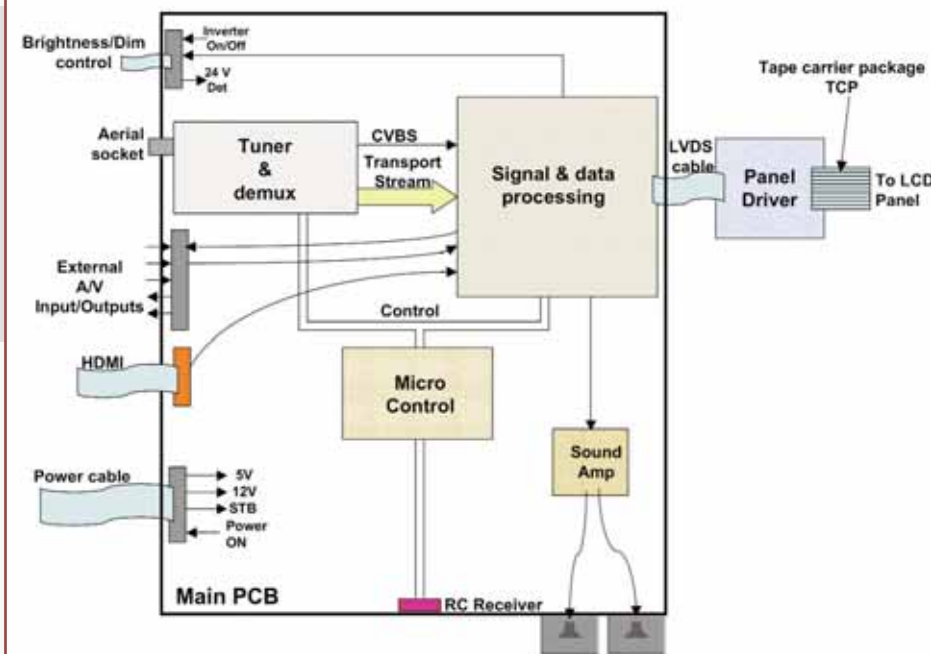 Brightness/Dim
control
Inverter
On/Off
24 V
Det
Aerial
socket
Tuner
&
demux
CVBS
Transport
Stream
Signal & data
processing
LVDS
cable
Panel
Driver
Tape carrier package
TCP
To LCD
Panel
External
A/V
Input/Outputs
Control
HDMI
Micro
Control
Sound
Amp
Power cable
5V
12V
STB
Power
ON
Main PCB
RC Receiver